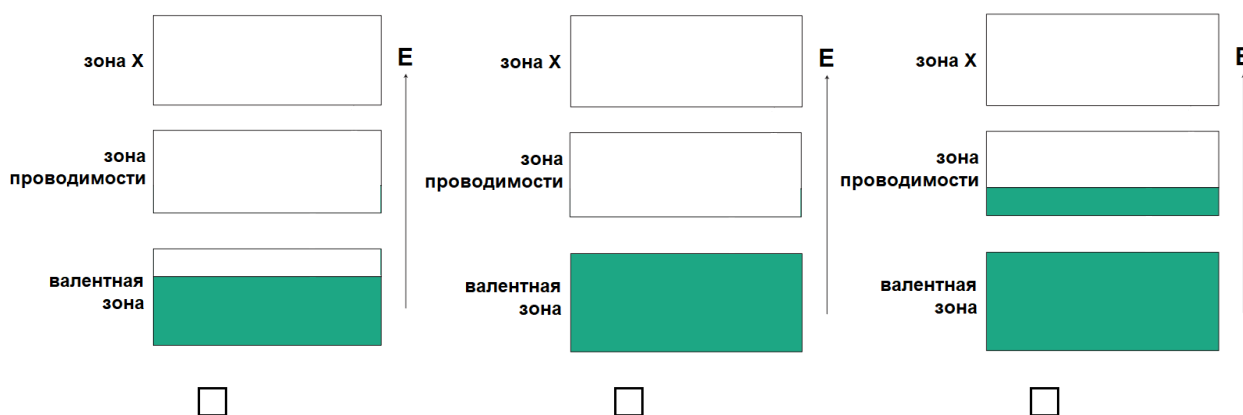 зона X
E
зона
проводимости
валентная
зона
зона X
E
зона
проводимости
валентная
зона
зона X
E
зона
проводимости
валентная
зона